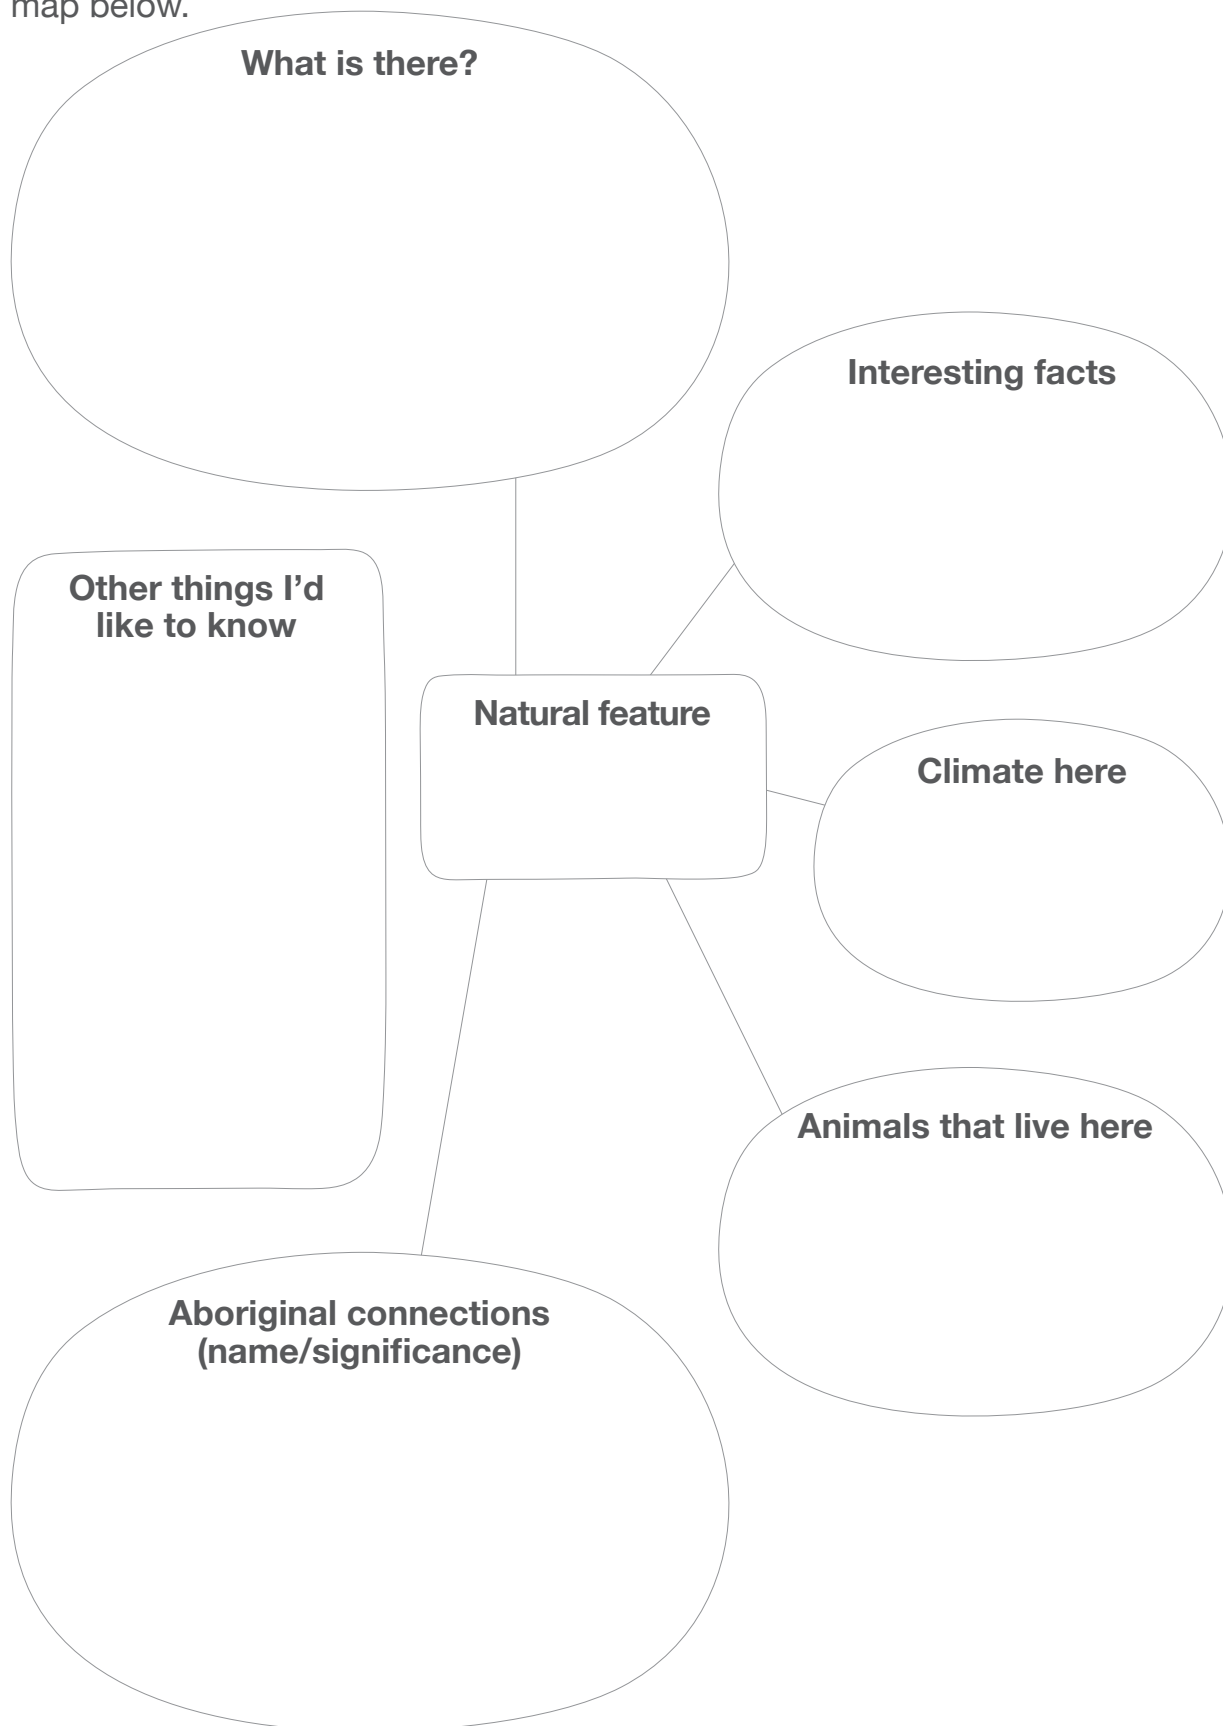 map below.
What is there?
Interesting facts
Other things I’d
like to know
Natural feature
Climate here
Animals that live here
Aboriginal connections
(name/significance)